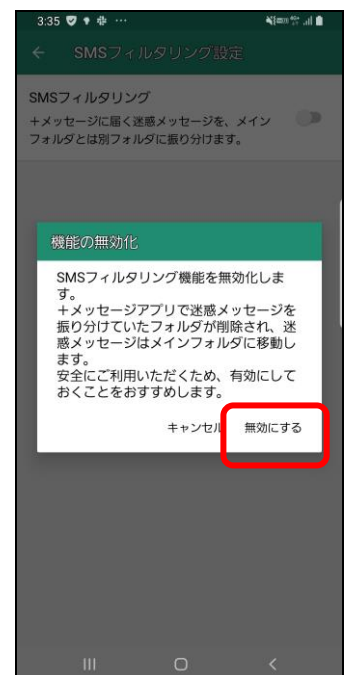 3:35
SMSフィルタリング設定
SMSフィルタリング
+メッセージに届く迷惑メッセージを、メイン
フォルダとは別フォルダに振り分けます。
機能の無効化
SMSフィルタリング機能を無効化しま
す。
+メッセージアプリで迷惑メッセージを
振り分けていたフォルダが削除され、迷
惑メッセージはメインフォルダに移動し
ます。
安全にご利用いただくため、有効にして
おくことをおすすめします。
キャンセル 無効にする